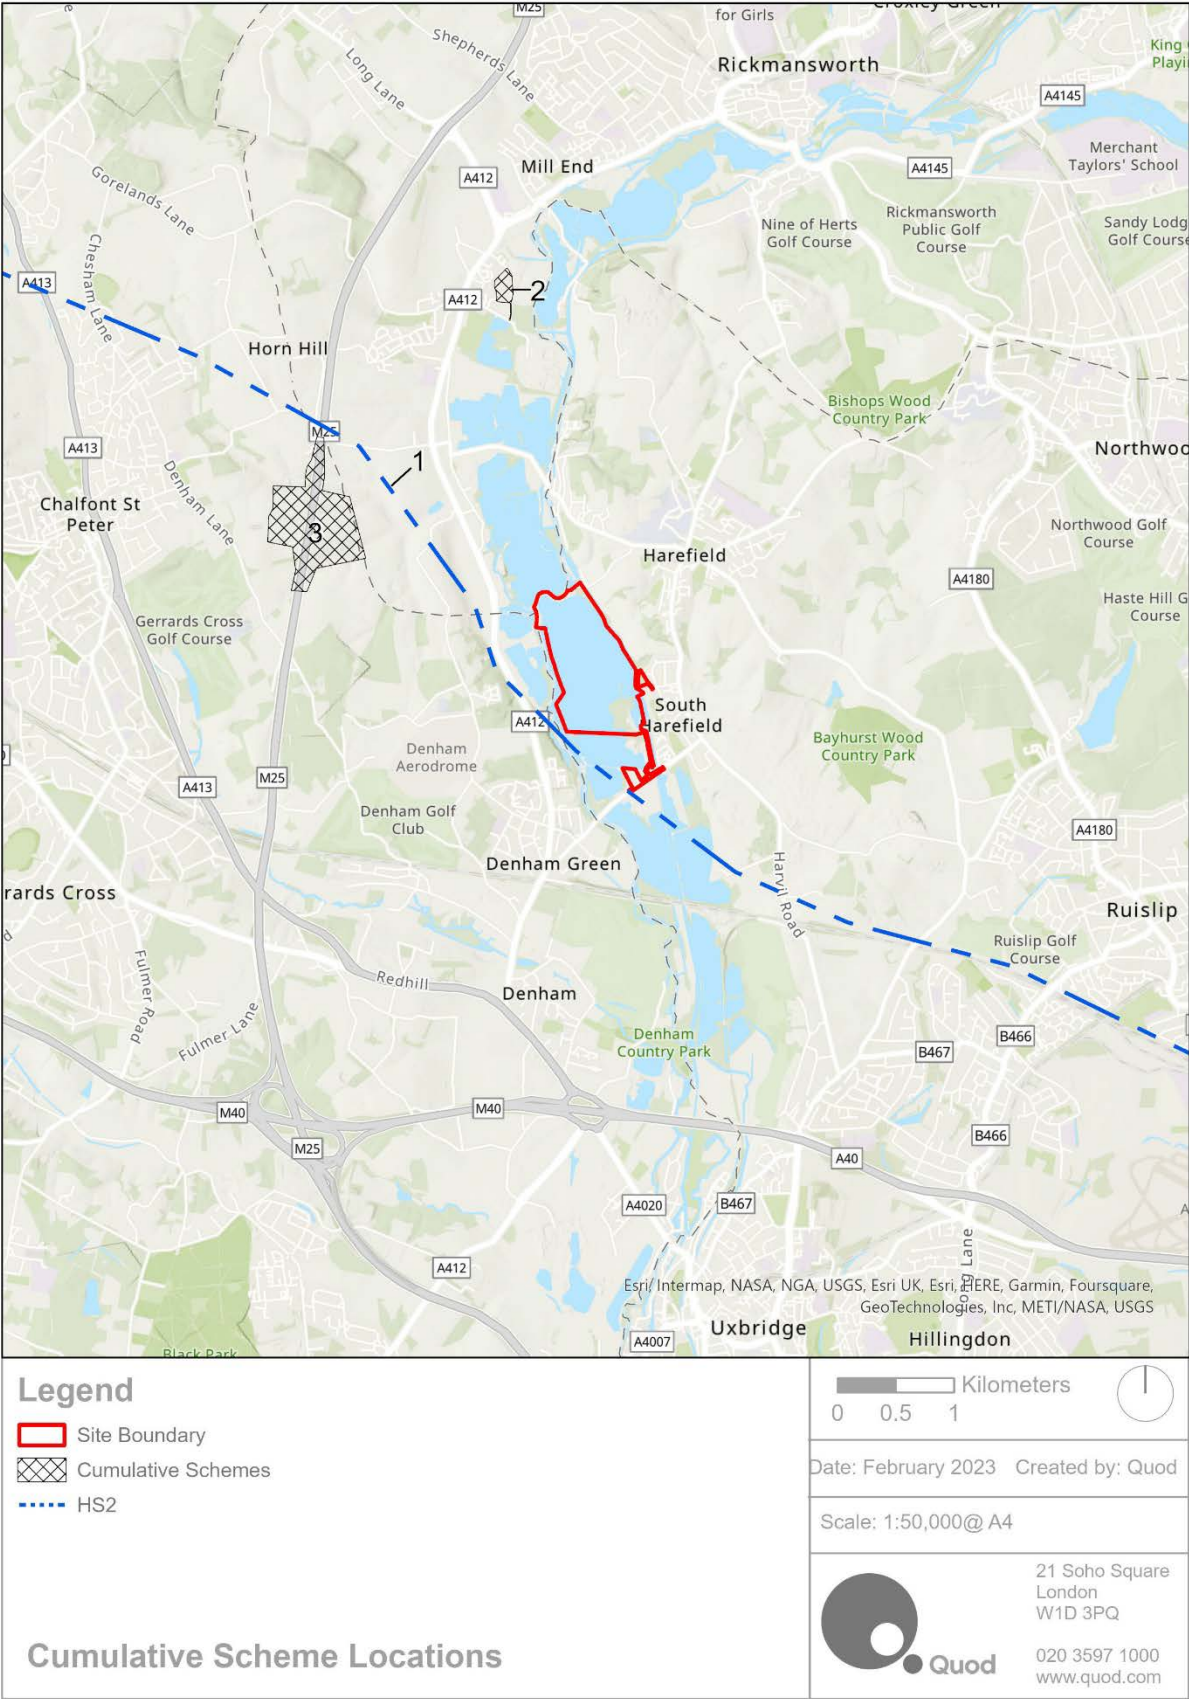 M25
for Girls
Croxley Green
Shepherds Lane
Long Lane
Rickmansworth
King
Playi
A4145
Merchant
Taylors' School
Mill End
A412
A4145
Gorelands Lane
Nine of Herts
Golf Course
Rickmansworth
Public Golf
Course
Sandy Lodg
Golf Course
Chesham Lane
A413
A412
2
Horn Hill
Bishops Wood
Country Park
M25
A413
1
Northwoo
Denham Lane
Chalfont St
Peter
3
Northwood Golf
Course
Harefield
A4180
Haste Hill G
Course
Gerrards Cross
Golf Course
South
Harefield
A412
Bayhurst Wood
Country Park
Denham
Aerodrome
M25
A413
Denham Golf
Club
A4180
Denham Green
Harvil Road
rards Cross
Ruislip
Ruislip Golf
Course
Fulmer Road
Redhill
Denham
Fulmer Lane
Denham
Country Park
B466
B467
M40
M40
M25
B466
A40
A4020
B467
Long Lane
A412
Esri, Intermap, NASA, NGA, USGS, Esri UK, Esri, HERE, Garmin, Foursquare,
GeoTechnologies, Inc, METI/NASA, USGS
Uxbridge
A4007
Hillingdon
Black Park
Legend
Site Boundary
Cumulative Schemes
HS2
Cumulative Scheme Locations
Kilometers
0 0.5 1
Date: February 2023 Created by: Quod
Scale: 1:50,000@ A4
Quod
21 Soho Square
London
W1D 3PQ
020 3597 1000
www.quod.com